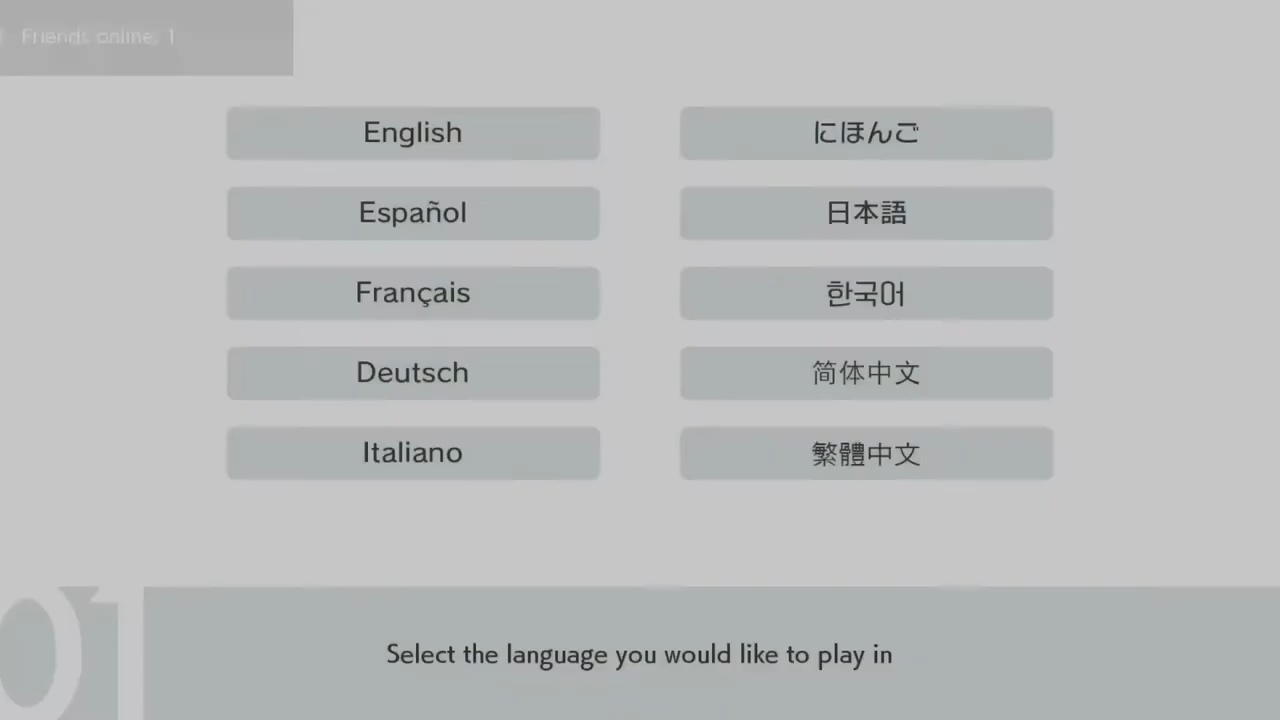 Friends online: 1
English
にほんご
Español
日本語
Français
한국어
Deutsch
简体中文
Italiano
繁體中文
01
Select the language you would like to play in